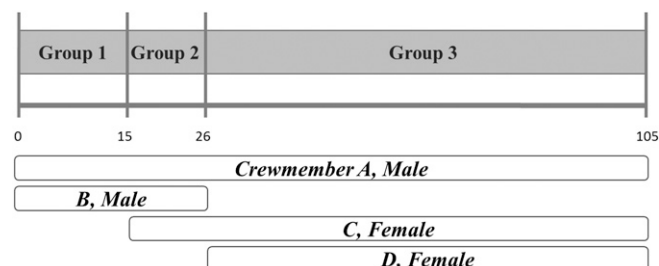 Group 1 Group 2 Group 3
0 15 26 105
Crewmember A, Male
B, Male
C, Female
D, Female